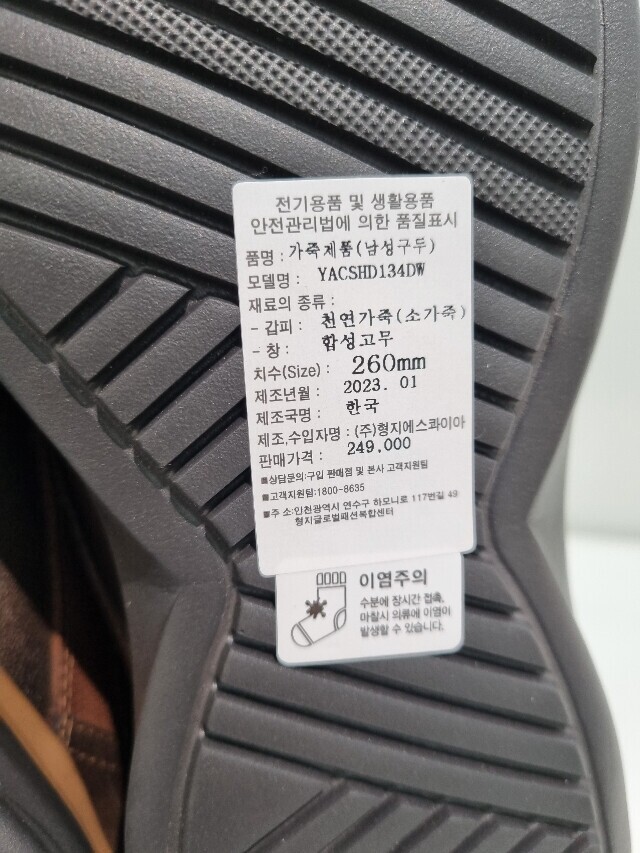 전기용품 및 생활용품
안전관리법에 의한 품질표시
품명 : 가죽제품(남성구두)
모델명 : YACSHD134DW
재료의 종류 :
- 갑피 : 천연가죽(소가죽)
- 창 : 합성고무
치수(Size) : 260mm
제조년월 : 2023. 01
제조국명 : 한국
제조,수입자명 : (주)형지에스콰이아
판매가격 : 249,000
■상담문의:구입 판매점 및 본사 고객지원팀
■고객지원팀:1800-8635
■주 소:인천광역시 연수구 하모니로 117번길 49
형지글로벌패션복합센터
이염주의
수분에 장시간 접촉,
마찰시 의류에 이염이
발생할 수 있습니다.